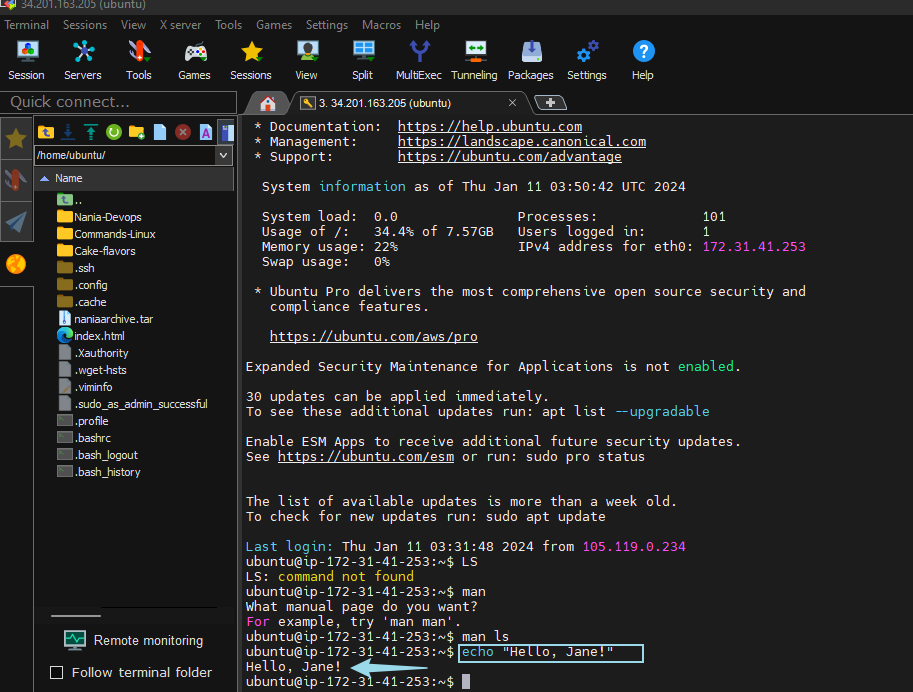 34.201.163.205 (ubuntu)
Terminal Sessions View X server Tools Games Settings Macros Help
Session Servers Tools Games Sessions View Split MultiExec Tunneling Packages Settings Help
Quick connect...
3. 34.201.163.205 (ubuntu)
/home/ubuntu/
Name
..
Nania-Devops
Commands-Linux
Cake-flavors
.ssh
.config
.cache
naniaarchive.tar
index.html
.Xauthority
.wget-hsts
.viminfo
.sudo_as_admin_successful
.profile
.bashrc
.bash_logout
.bash_history
Remote monitoring
Follow terminal folder
* Documentation: https://help.ubuntu.com
* Management: https://landscape.canonical.com
* Support: https://ubuntu.com/advantage
System information as of Thu Jan 11 03:50:42 UTC 2024
System load: 0.0 Processes: 101
Usage of /: 34.4% of 7.57GB Users logged in: 1
Memory usage: 22% IPv4 address for eth0: 172.31.41.253
Swap usage: 0%
* Ubuntu Pro delivers the most comprehensive open source security and
compliance features.
https://ubuntu.com/aws/pro
Expanded Security Maintenance for Applications is not enabled.
30 updates can be applied immediately.
To see these additional updates run: apt list --upgradable
Enable ESM Apps to receive additional future security updates.
See https://ubuntu.com/esm or run: sudo pro status
The list of available updates is more than a week old.
To check for new updates run: sudo apt update
Last login: Thu Jan 11 03:31:48 2024 from 105.119.0.234
ubuntu@ip-172-31-41-253:~$ LS
LS: command not found
ubuntu@ip-172-31-41-253:~$ man
What manual page do you want?
For example, try 'man man'.
ubuntu@ip-172-31-41-253:~$ man ls
ubuntu@ip-172-31-41-253:~$ echo "Hello, Jane!"
Hello, Jane!
ubuntu@ip-172-31-41-253:~$